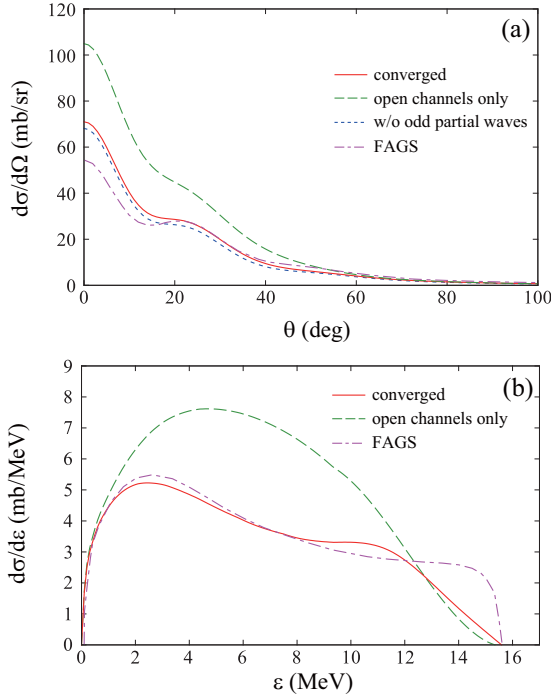 (a)
dσ/dΩ (mb/sr)
120
100
80
60
40
20
0
converged
open channels only
w/o odd partial waves
FAGS
0 20 40 60 80 100
θ (deg)
(b)
dσ/dε (mb/MeV)
9
8
7
6
5
4
3
2
1
0
converged
open channels only
FAGS
0 2 4 6 8 10 12 14 16
ε (MeV)